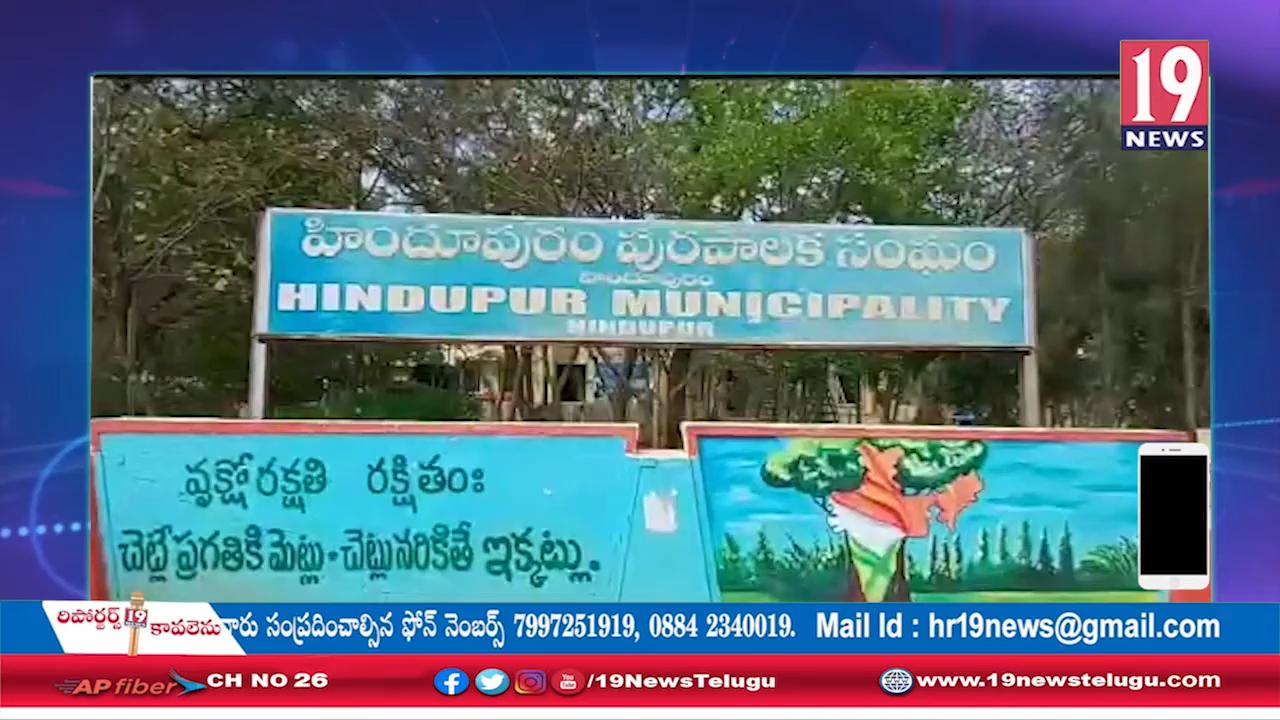 19
NEWS
హిందూపురం పురపాలక సంఘం
హిందూపురం
HINDUPUR MUNICIPALITY
HINDUPUR
వృక్షో రక్షతి రక్షితంః
చెట్లే ప్రగతికి మెట్లు - చెట్లునరికితే ఇక్కట్లు.
రిపోర్టర్స్ 19 కావలెను
వారు సంప్రదించాల్సిన ఫోన్ నెంబర్స్ 7997251919, 0884 2340019. Mail Id : hr19news@gmail.com
AP fiber CH NO 26 /19NewsTelugu www.19newstelugu.com